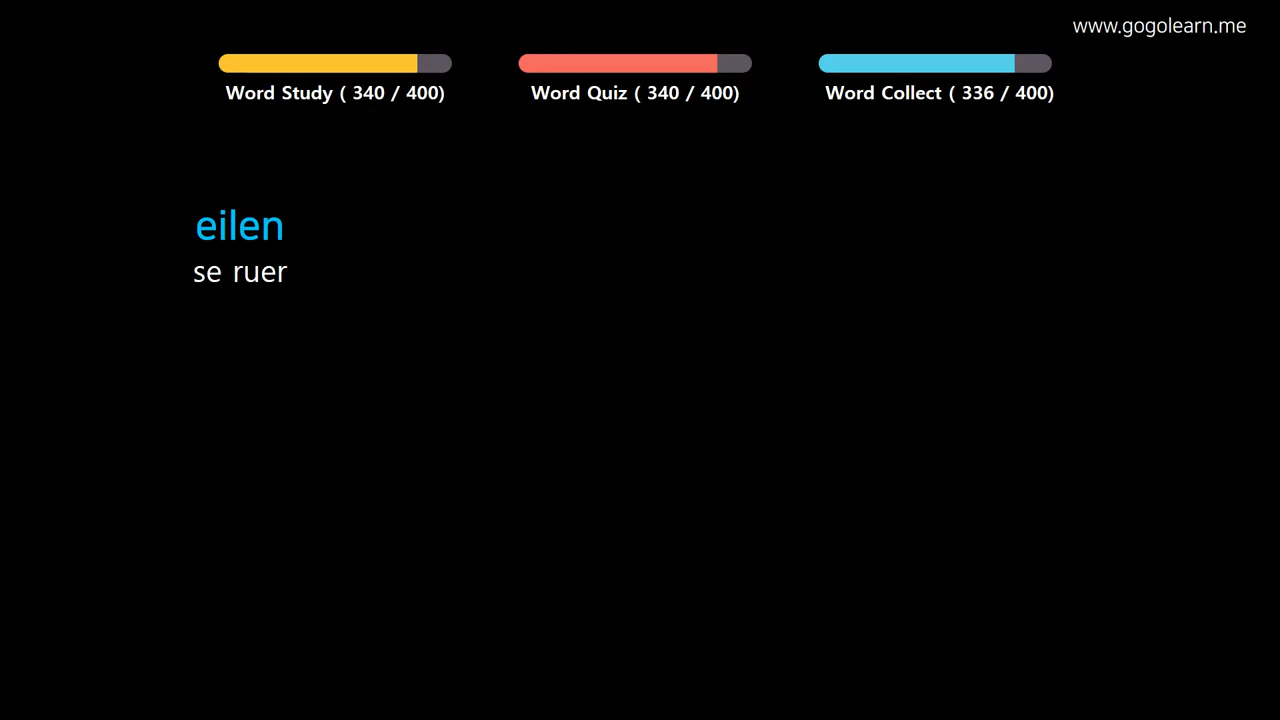 www.gogolearn.me
Word Study ( 340 / 400)
Word Quiz ( 340 / 400)
Word Collect ( 336 / 400)
eilen
se ruer